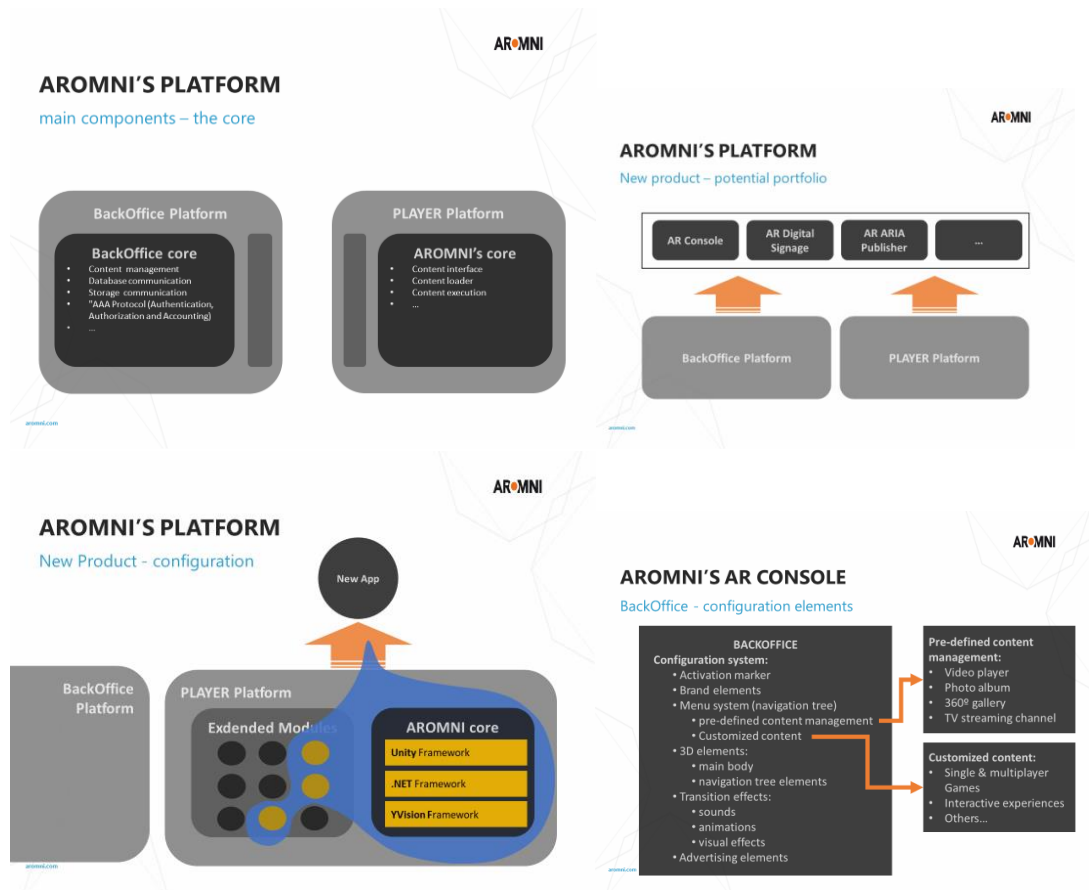 AROMNI
AROMNI'S PLATFORM
main components – the core
BackOffice Platform
BackOffice core
• Content management
• Database communication
• Storage communication
• "AAA Protocol (Authentication,
Authorization and Accounting)
• ...
PLAYER Platform
AROMNI's core
• Content interface
• Content loader
• Content execution
• ...
aromni.com
AROMNI
AROMNI'S PLATFORM
New product – potential portfolio
AR Console
AR Digital
Signage
AR ARIA
Publisher
...
BackOffice Platform
PLAYER Platform
aromni.com
AROMNI
AROMNI'S PLATFORM
New Product - configuration
New App
BackOffice
Platform
PLAYER Platform
Exdended Modules
AROMNI core
Unity Framework
.NET Framework
YVision Framework
aromni.com
AROMNI
AROMNI'S AR CONSOLE
BackOffice - configuration elements
BACKOFFICE
Configuration system:
• Activation marker
• Brand elements
• Menu system (navigation tree)
• pre-defined content management
• Customized content
• 3D elements:
• main body
• navigation tree elements
• Transition effects:
• sounds
• animations
• visual effects
• Advertising elements
Pre-defined content
management:
• Video player
• Photo album
• 360º gallery
• TV streaming channel
Customized content:
• Single & multiplayer
Games
• Interactive experiences
• Others...
aromni.com